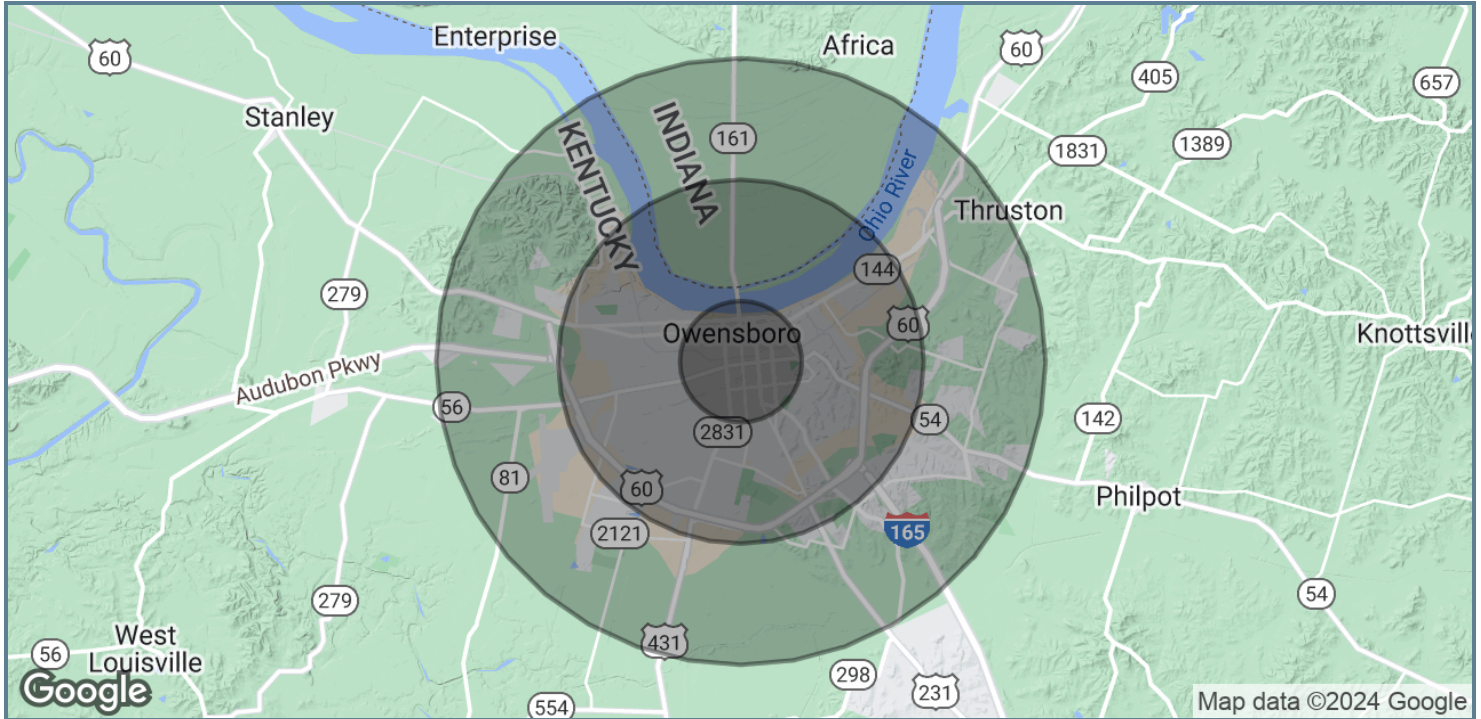 Enterprise
Africa
60
60
405
657
Stanley
161
INDIANA
KENTUCKY
1831
1389
Ohio River
Thruston
144
279
60
Owensboro
Knottsville
Audubon Pkwy
56
54
142
2831
81
60
Philpot
2121
165
279
54
431
West
Louisville
56
298
231
554
Google
Map data ©2024 Google